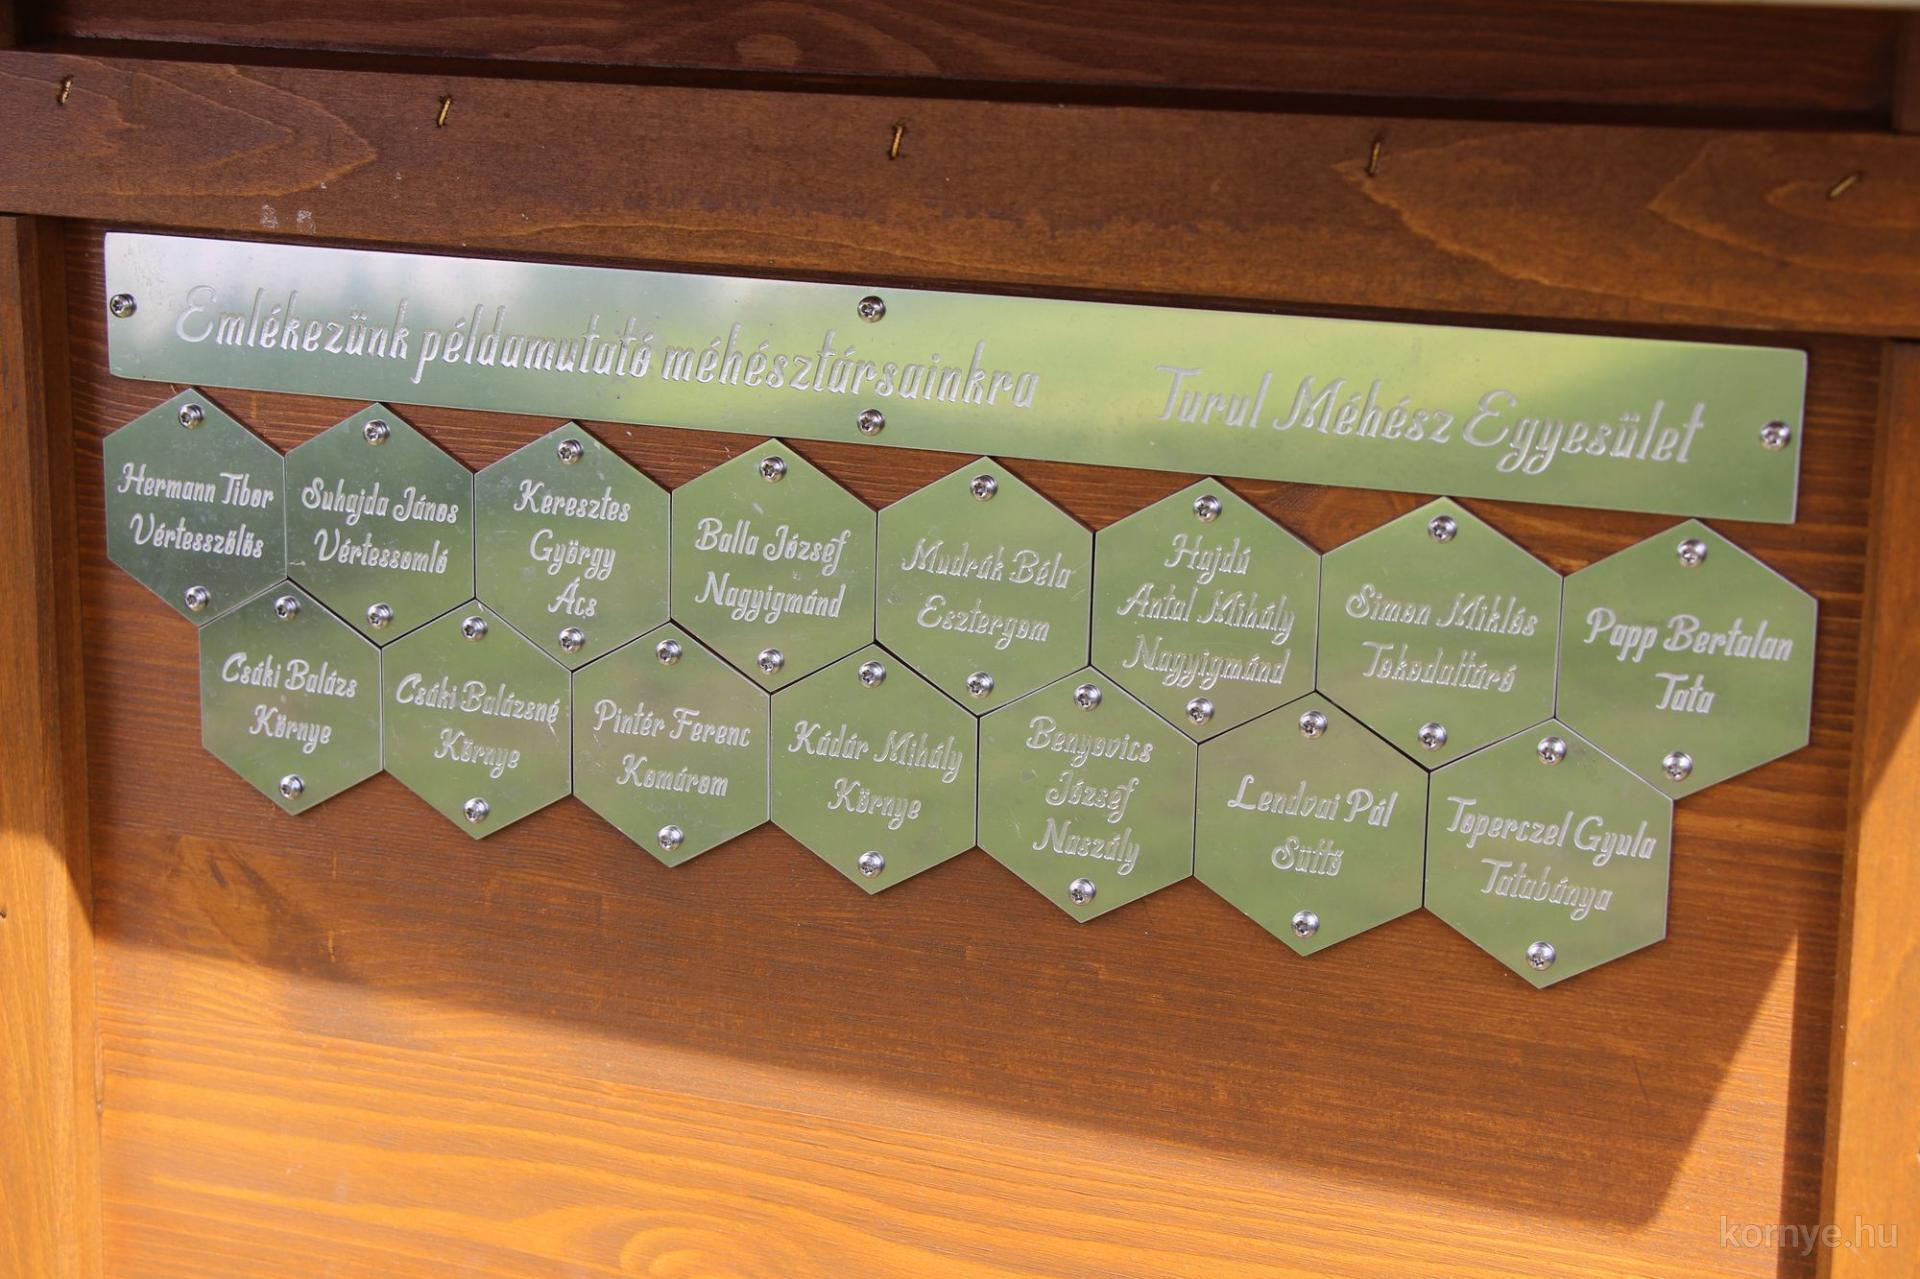 Emlékezünk példamutató méhésztársainkra Turul Méhész Egyesület
Hermann Tibor
Vértesszőlős
Suhajda János
Vértessomló
Keresztes
György
Ács
Balla József
Nagyigmánd
Mudrák Béla
Esztergom
Hajdú
Antal Mihály
Nagyigmánd
Simon Miklós
Tokodaltáró
Papp Bertalan
Tata
Csáki Balázs
Környe
Csáki Balázsné
Környe
Pintér Ferenc
Komárom
Kádár Mihály
Környe
Benyovics
József
Naszály
Lendvai Pál
Süttő
Toperczel Gyula
Tatabánya
kornye.hu